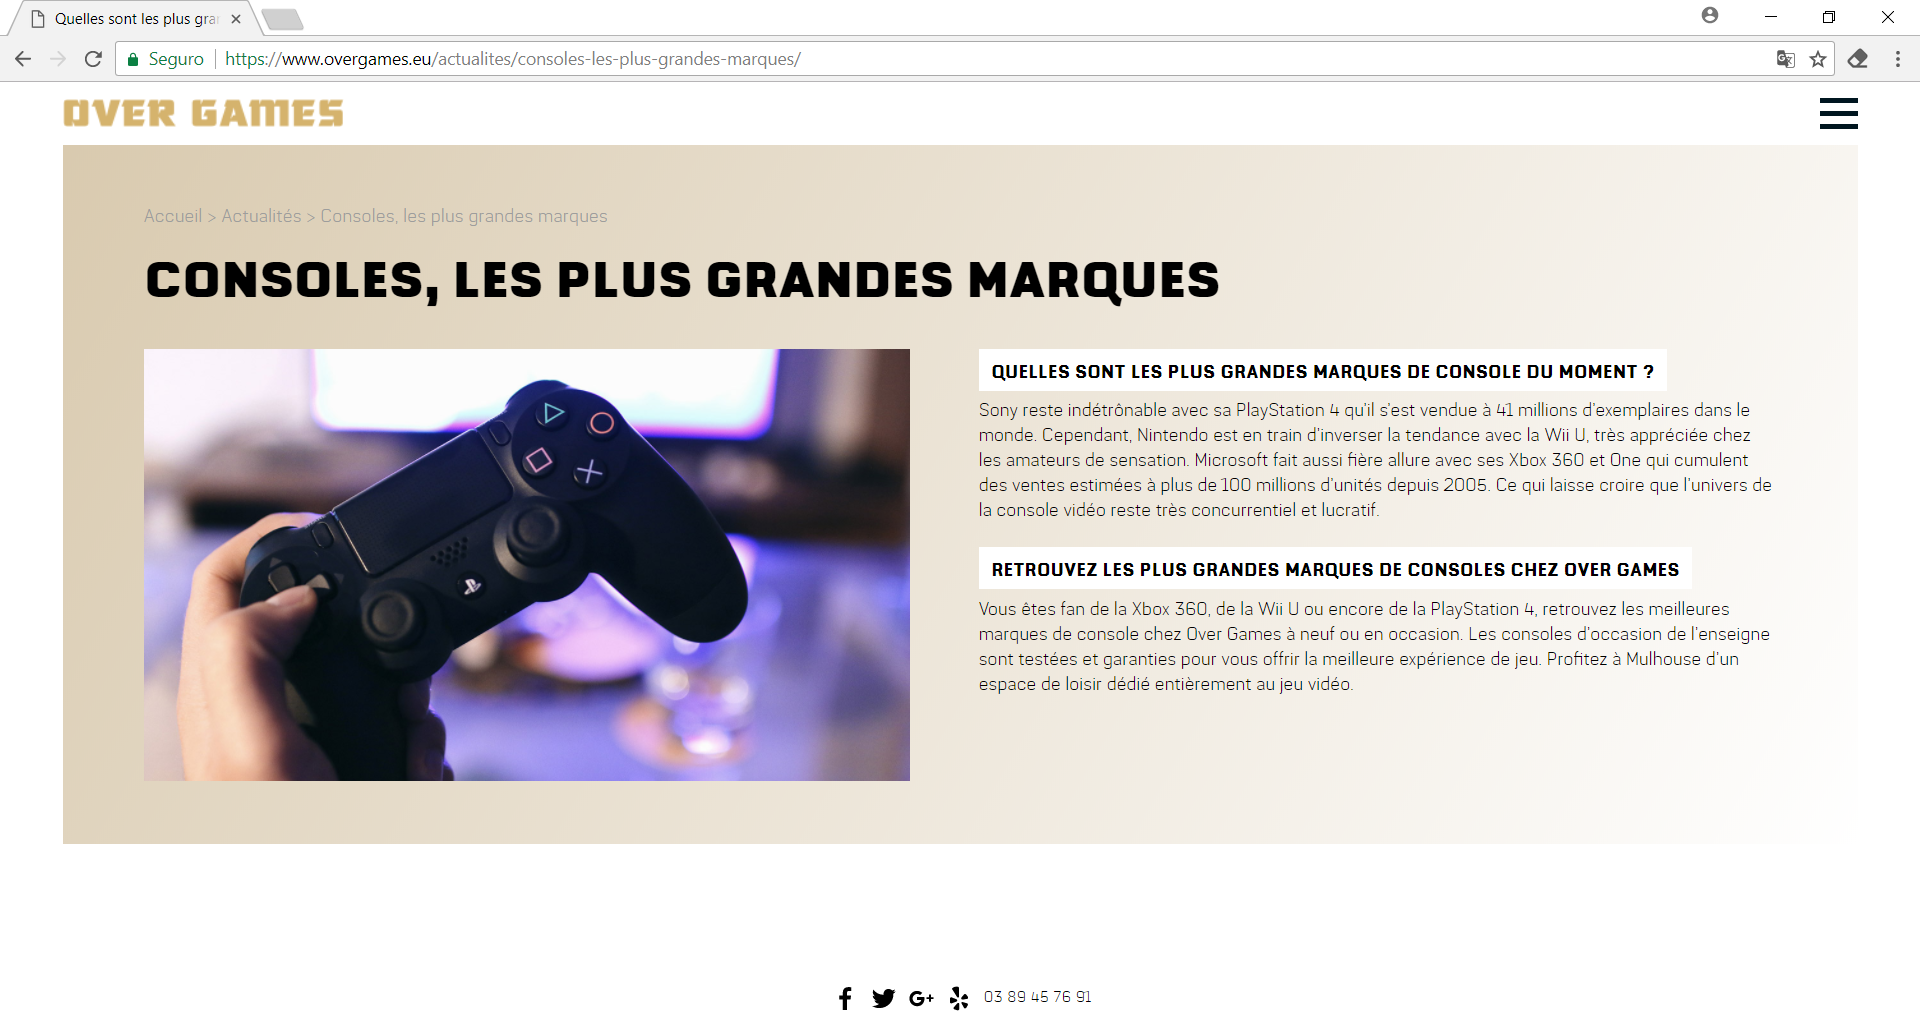 Quelles sont les plus gra
Seguro
https://www.overgames.eu/actualites/consoles-les-plus-grandes-marques/
OVER GAMES
Accueil > Actualités > Consoles, les plus grandes marques
CONSOLES, LES PLUS GRANDES MARQUES
QUELLES SONT LES PLUS GRANDES MARQUES DE CONSOLE DU MOMENT ?
Sony reste indétrônable avec sa PlayStation 4 qu'il s'est vendue à 41 millions d'exemplaires dans le
monde. Cependant, Nintendo est en train d'inverser la tendance avec la Wii U, très appréciée chez
les amateurs de sensation. Microsoft fait aussi fière allure avec ses Xbox 360 et One qui cumulent
des ventes estimées à plus de 100 millions d'unités depuis 2005. Ce qui laisse croire que l'univers de
la console vidéo reste très concurrentiel et lucratif.
RETROUVEZ LES PLUS GRANDES MARQUES DE CONSOLES CHEZ OVER GAMES
Vous êtes fan de la Xbox 360, de la Wii U ou encore de la PlayStation 4, retrouvez les meilleures
marques de console chez Over Games à neuf ou en occasion. Les consoles d'occasion de l'enseigne
sont testées et garanties pour vous offrir la meilleure expérience de jeu. Profitez à Mulhouse d'un
espace de loisir dédié entièrement au jeu vidéo.
03 89 45 76 91